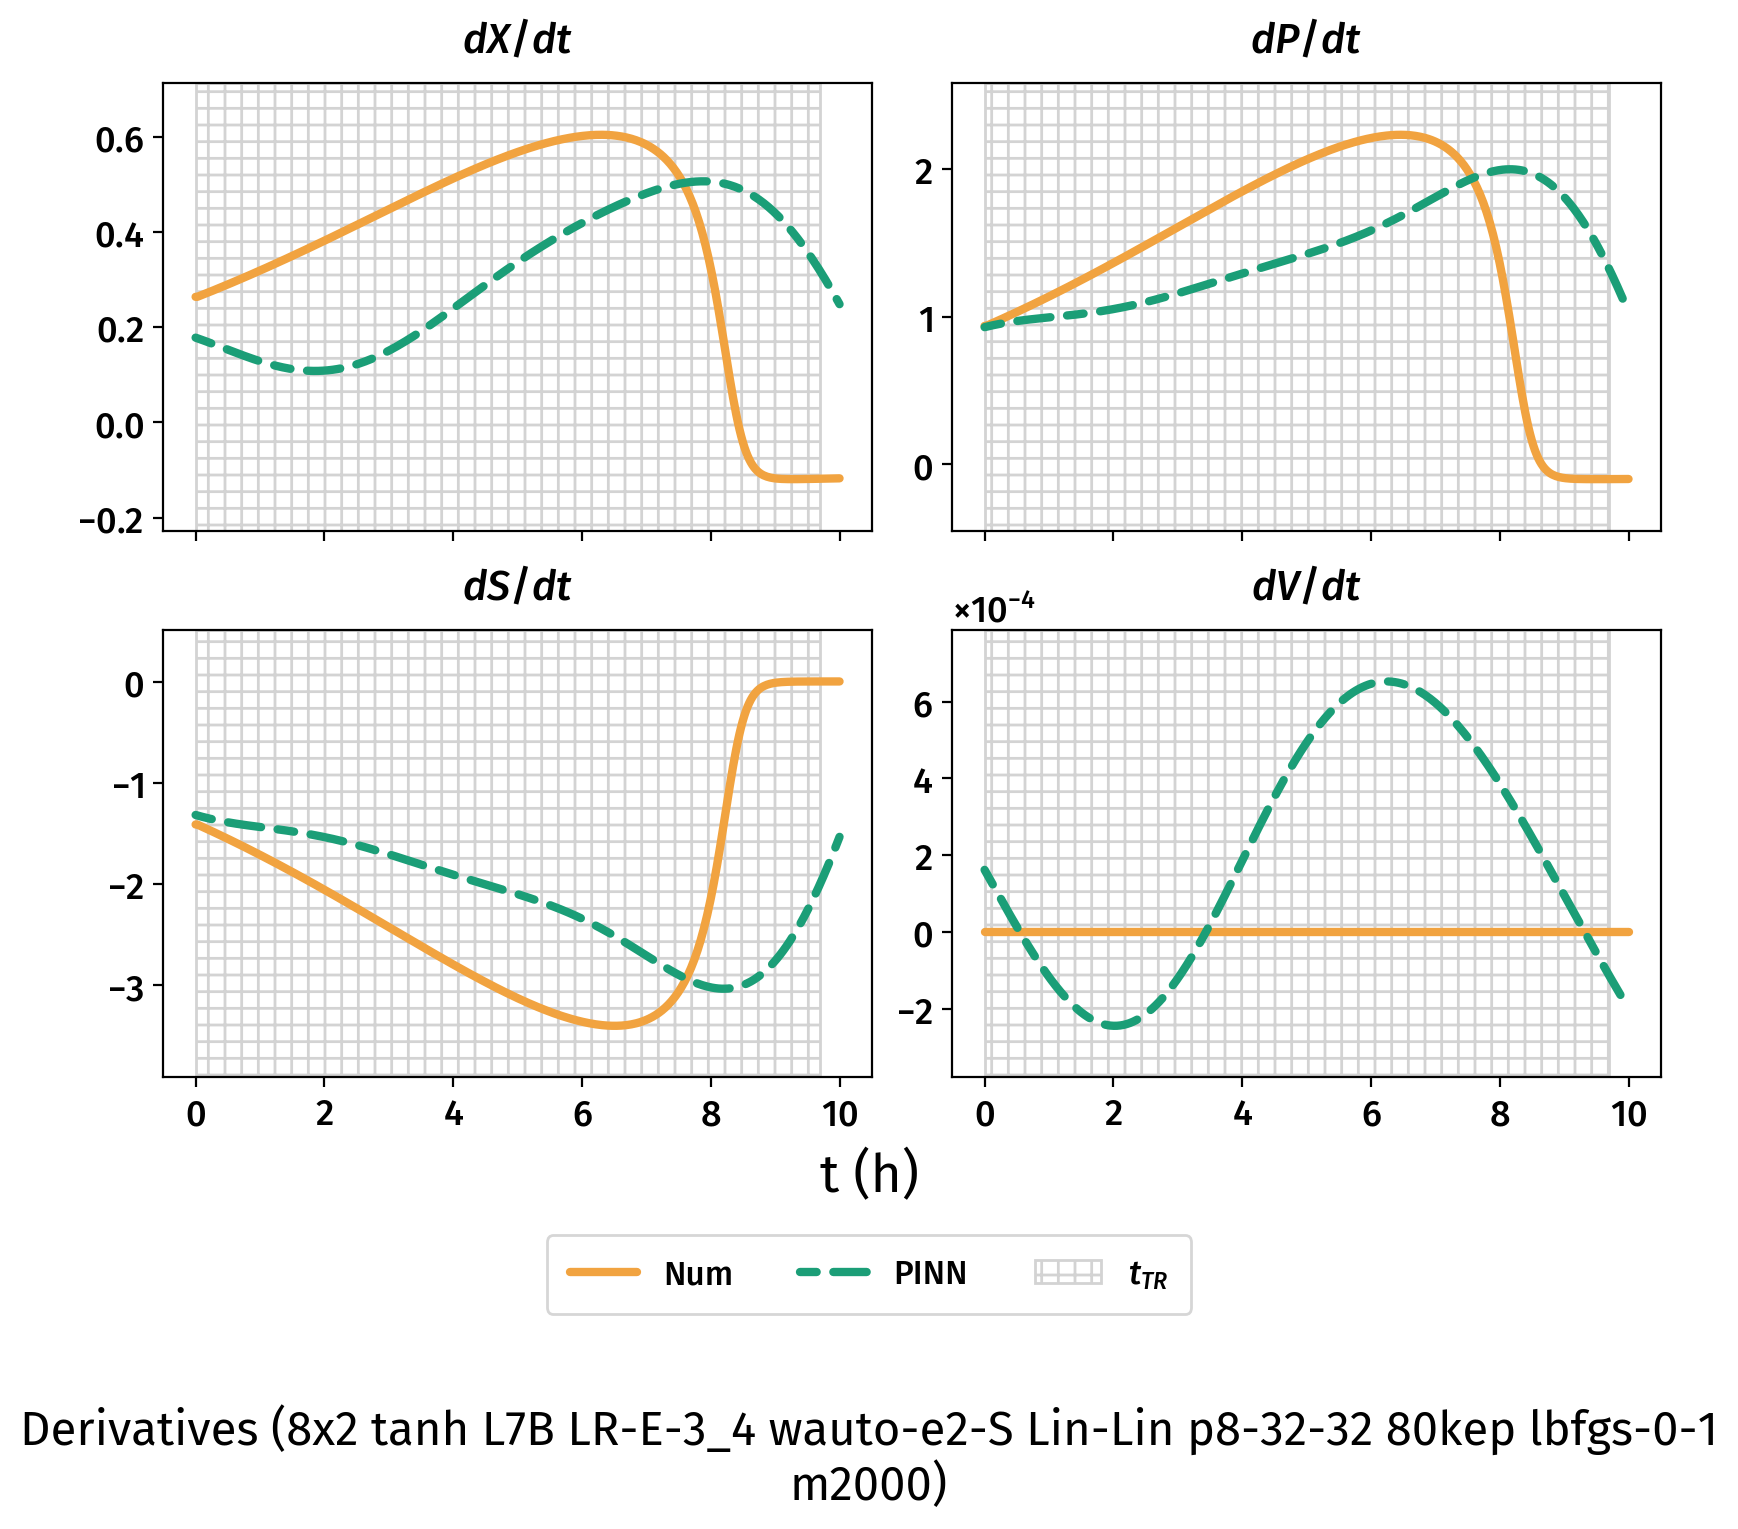 dX/dt
dP/dt
0.6
0.4
0.2
0.0
−0.2
2
1
0
dS/dt
dV/dt
×10⁻⁴
0
−1
−2
−3
6
4
2
0
−2
0 2 4 6 8 10
0 2 4 6 8 10
t (h)
Num PINN t_TR
Derivatives (8x2 tanh L7B LR-E-3_4 wauto-e2-S Lin-Lin p8-32-32 80kep lbfgs-0-1
m2000)